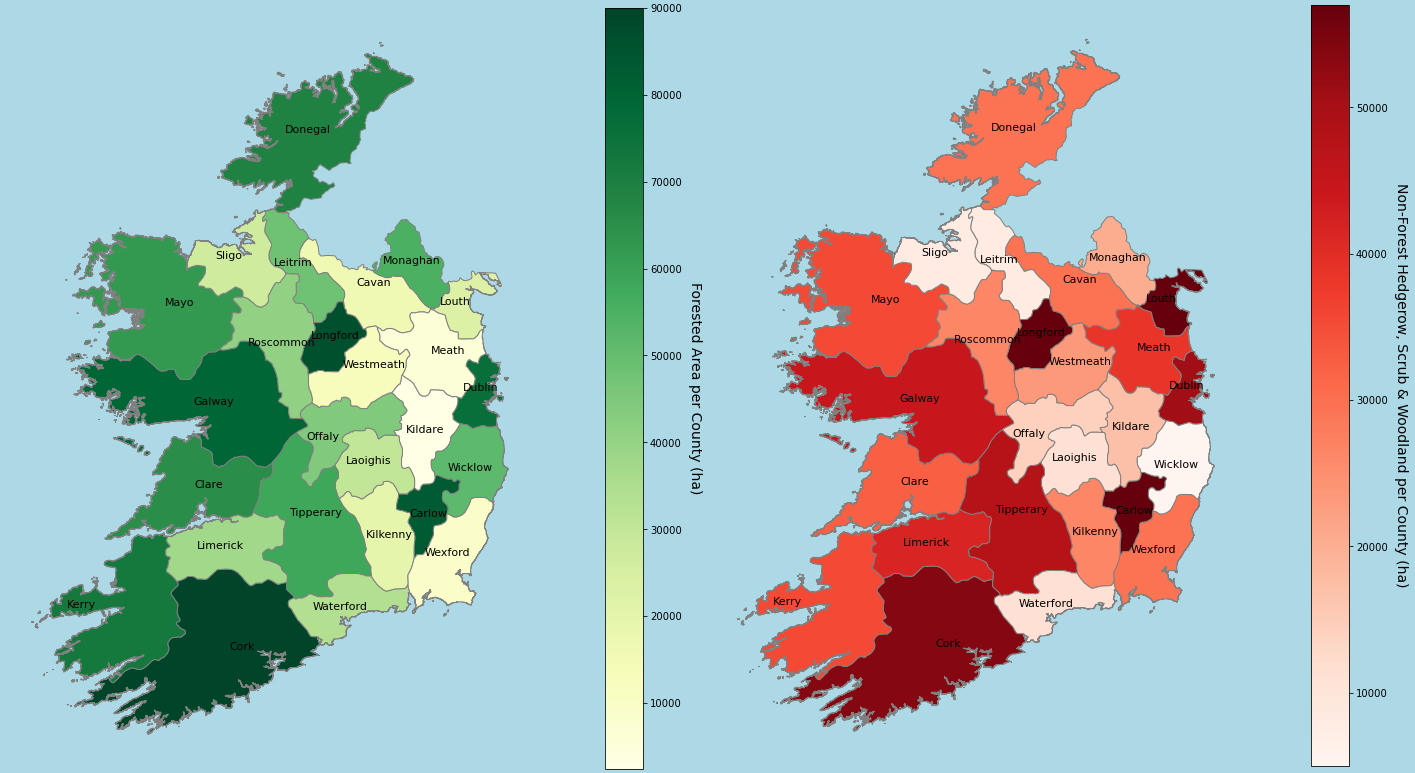 Donegal
Sligo
Leitrim
Monaghan
Cavan
Louth
Mayo
Roscommon
Longford
Westmeath
Meath
Dublin
Galway
Offaly
Kildare
Laoighis
Wicklow
Clare
Tipperary
Carlow
Limerick
Kilkenny
Wexford
Kerry
Waterford
Cork
90000
80000
70000
60000
50000
40000
30000
20000
10000
Forested Area per County (ha)
Donegal
Sligo
Leitrim
Monaghan
Cavan
Louth
Mayo
Roscommon
Longford
Westmeath
Meath
Dublin
Galway
Offaly
Kildare
Laoighis
Wicklow
Clare
Tipperary
Carlow
Limerick
Kilkenny
Wexford
Kerry
Waterford
Cork
50000
40000
30000
20000
10000
Non-Forest Hedgerow, Scrub & Woodland per County (ha)